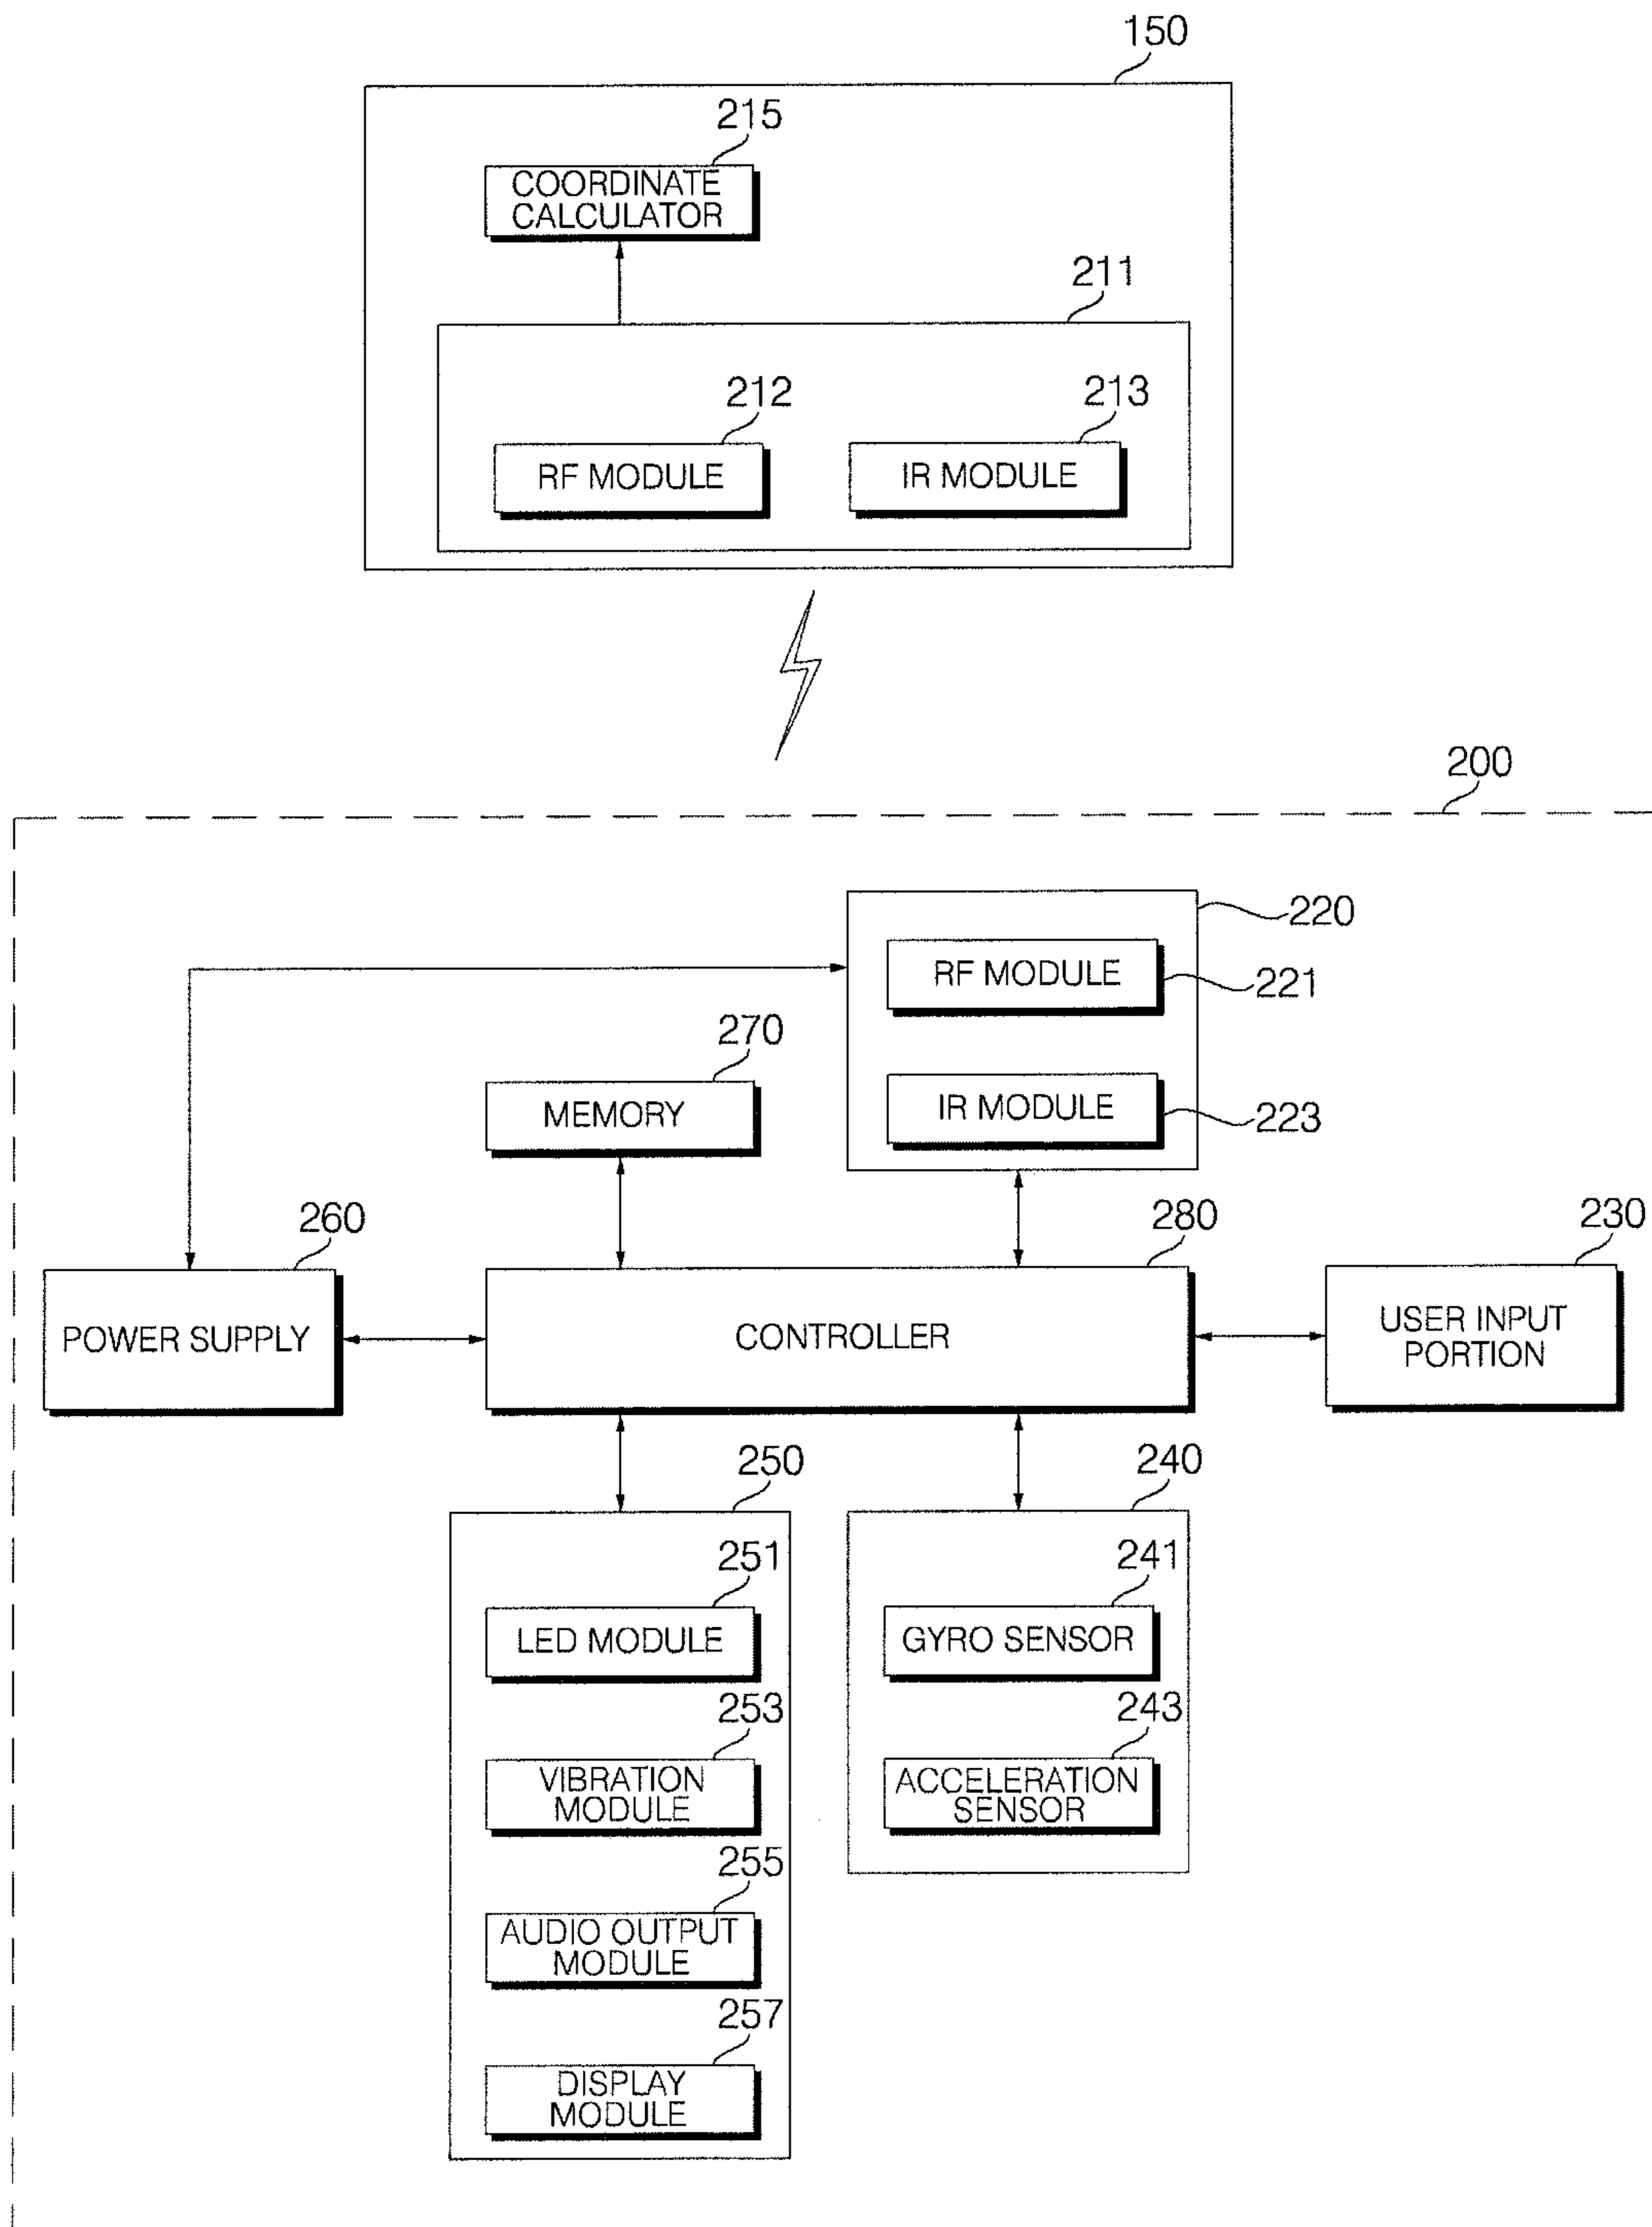 150
215
COORDINATE
CALCULATOR
211
212
213
RF MODULE
IR MODULE
200
220
RF MODULE
221
270
MEMORY
IR MODULE
223
260
280
230
POWER SUPPLY
CONTROLLER
USER INPUT
PORTION
250
240
251
241
LED MODULE
GYRO SENSOR
253
243
VIBRATION
MODULE
ACCELERATION
SENSOR
255
AUDIO OUTPUT
MODULE
257
DISPLAY
MODULE